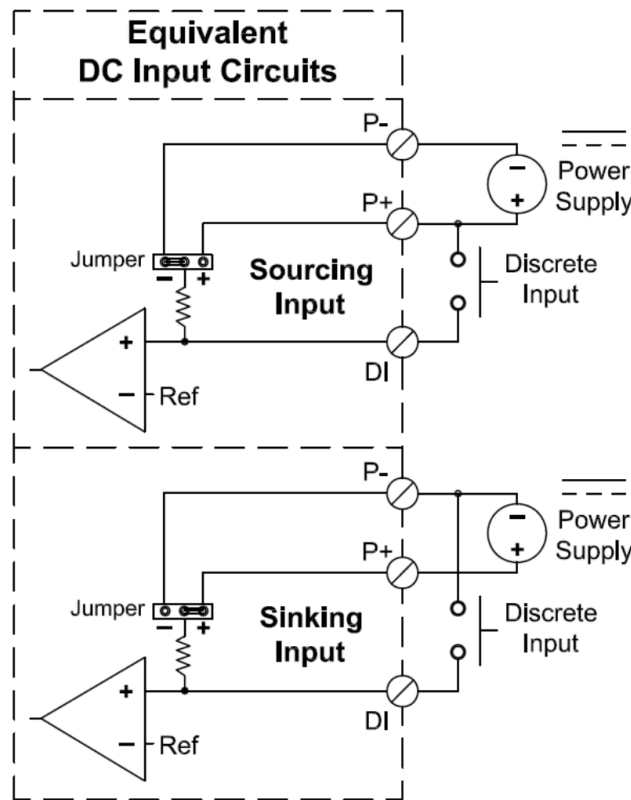 Equivalent
DC Input Circuits
P-
−
+
Power
Supply
P+
Jumper
− +
Sourcing
Input
Discrete
Input
+
− Ref
DI
P-
−
+
Power
Supply
P+
Jumper
− +
Sinking
Input
Discrete
Input
+
− Ref
DI